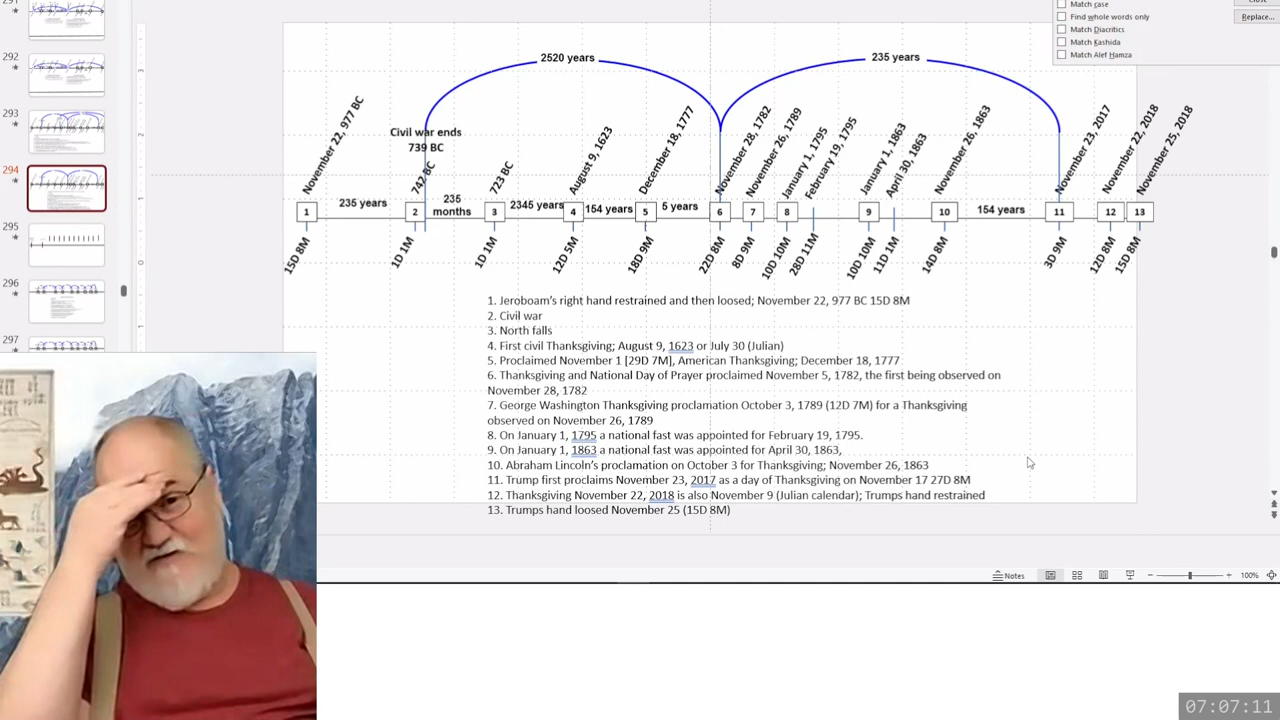 291
292
293
294
295
296
297
Match case
Find whole words only
Match Diacritics
Match Kashida
Match Alef Hamza
Replace...
2520 years
235 years
Civil war ends
739 BC
November 22, 977 BC
742 BC
723 BC
August 9, 1623
December 18, 1777
November 28, 1782
November 26, 1789
January 1, 1795
February 19, 1795
January 1, 1863
April 30, 1863
November 26, 1863
November 23, 2017
November 22, 2018
November 25, 2018
235 years
235
months
2345 years
154 years
5 years
154 years
1 2 3 4 5 6 7 8 9 10 11 12 13
15D 8M
1D 1M
1D 1M
12D 5M
18D 9M
22D 8M
8D 9M
10D 10M
28D 11M
10D 10M
11D 1M
14D 8M
3D 9M
12D 8M
15D 8M
1. Jeroboam's right hand restrained and then loosed; November 22, 977 BC 15D 8M
2. Civil war
3. North falls
4. First civil Thanksgiving; August 9, 1623 or July 30 (Julian)
5. Proclaimed November 1 [29D 7M], American Thanksgiving; December 18, 1777
6. Thanksgiving and National Day of Prayer proclaimed November 5, 1782, the first being observed on
November 28, 1782
7. George Washington Thanksgiving proclamation October 3, 1789 (12D 7M) for a Thanksgiving
observed on November 26, 1789
8. On January 1, 1795 a national fast was appointed for February 19, 1795.
9. On January 1, 1863 a national fast was appointed for April 30, 1863,
10. Abraham Lincoln's proclamation on October 3 for Thanksgiving; November 26, 1863
11. Trump first proclaims November 23, 2017 as a day of Thanksgiving on November 17 27D 8M
12. Thanksgiving November 22, 2018 is also November 9 (Julian calendar); Trumps hand restrained
13. Trumps hand loosed November 25 (15D 8M)
Notes
100%
07:07:11